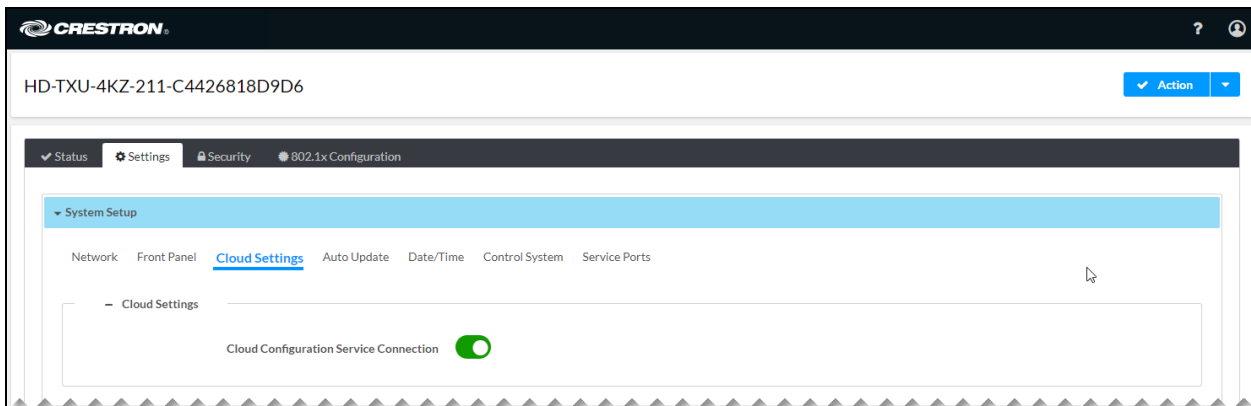 CRESTRON®
?
HD-TXU-4KZ-211-C4426818D9D6
Action
Status Settings Security 802.1x Configuration
System Setup
Network Front Panel Cloud Settings Auto Update Date/Time Control System Service Ports
Cloud Settings
Cloud Configuration Service Connection